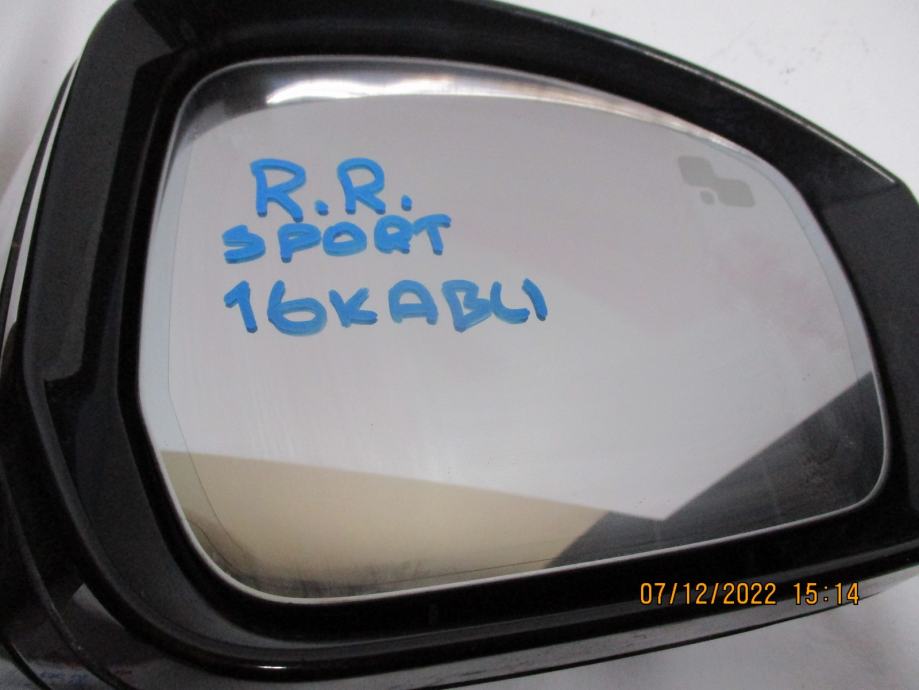 R.R.
SPORT
16KABLI
07/12/2022 15:14